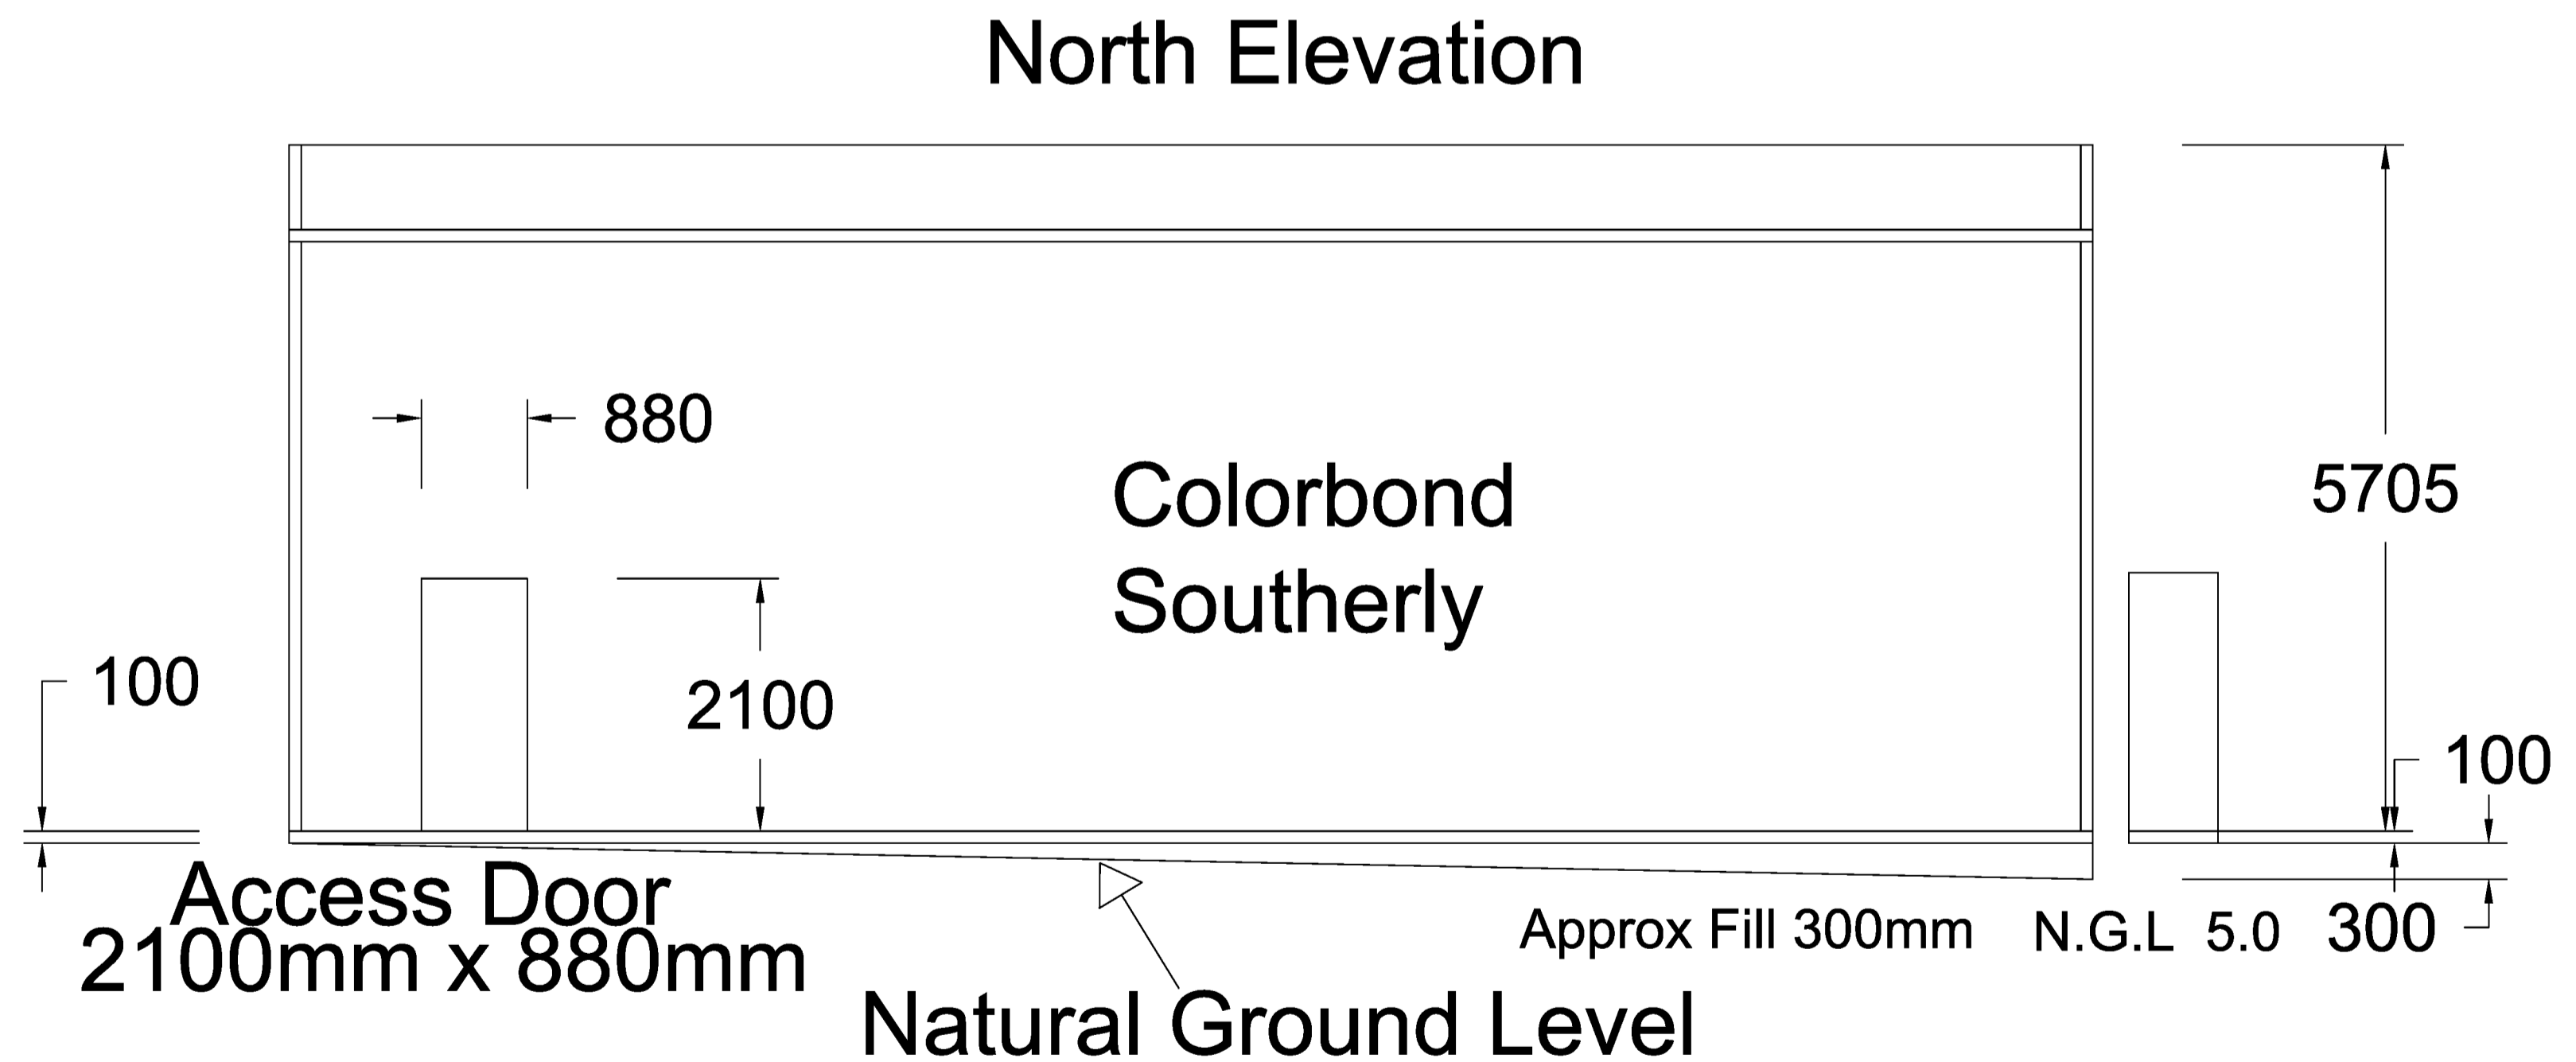 North Elevation
880
Colorbond
Southerly
5705
100
2100
100
Access Door
2100mm x 880mm
Approx Fill 300mm
N.G.L 5.0
300
Natural Ground Level